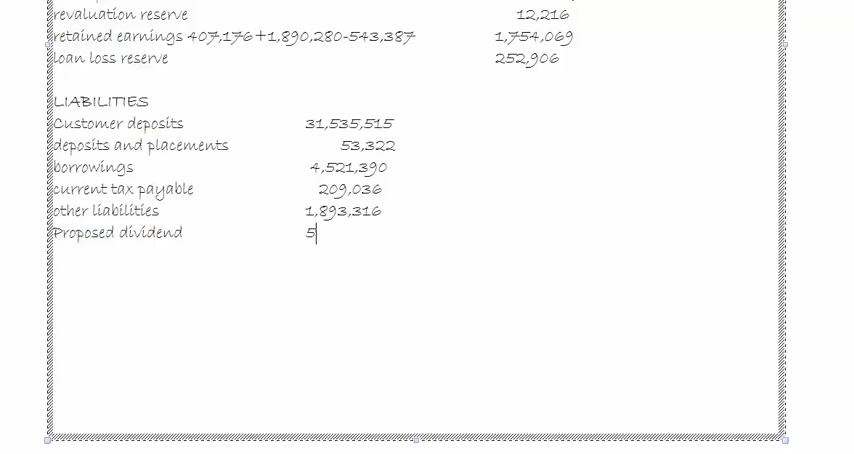 revaluation reserve 12,216
retained earnings 407,176+1,890,280-543,387 1,754,069
loan loss reserve 252,906
LIABILITIES
Customer deposits 31,535,515
deposits and placements 53,322
borrowings 4,521,390
current tax payable 209,036
other liabilities 1,893,316
Proposed dividend 5